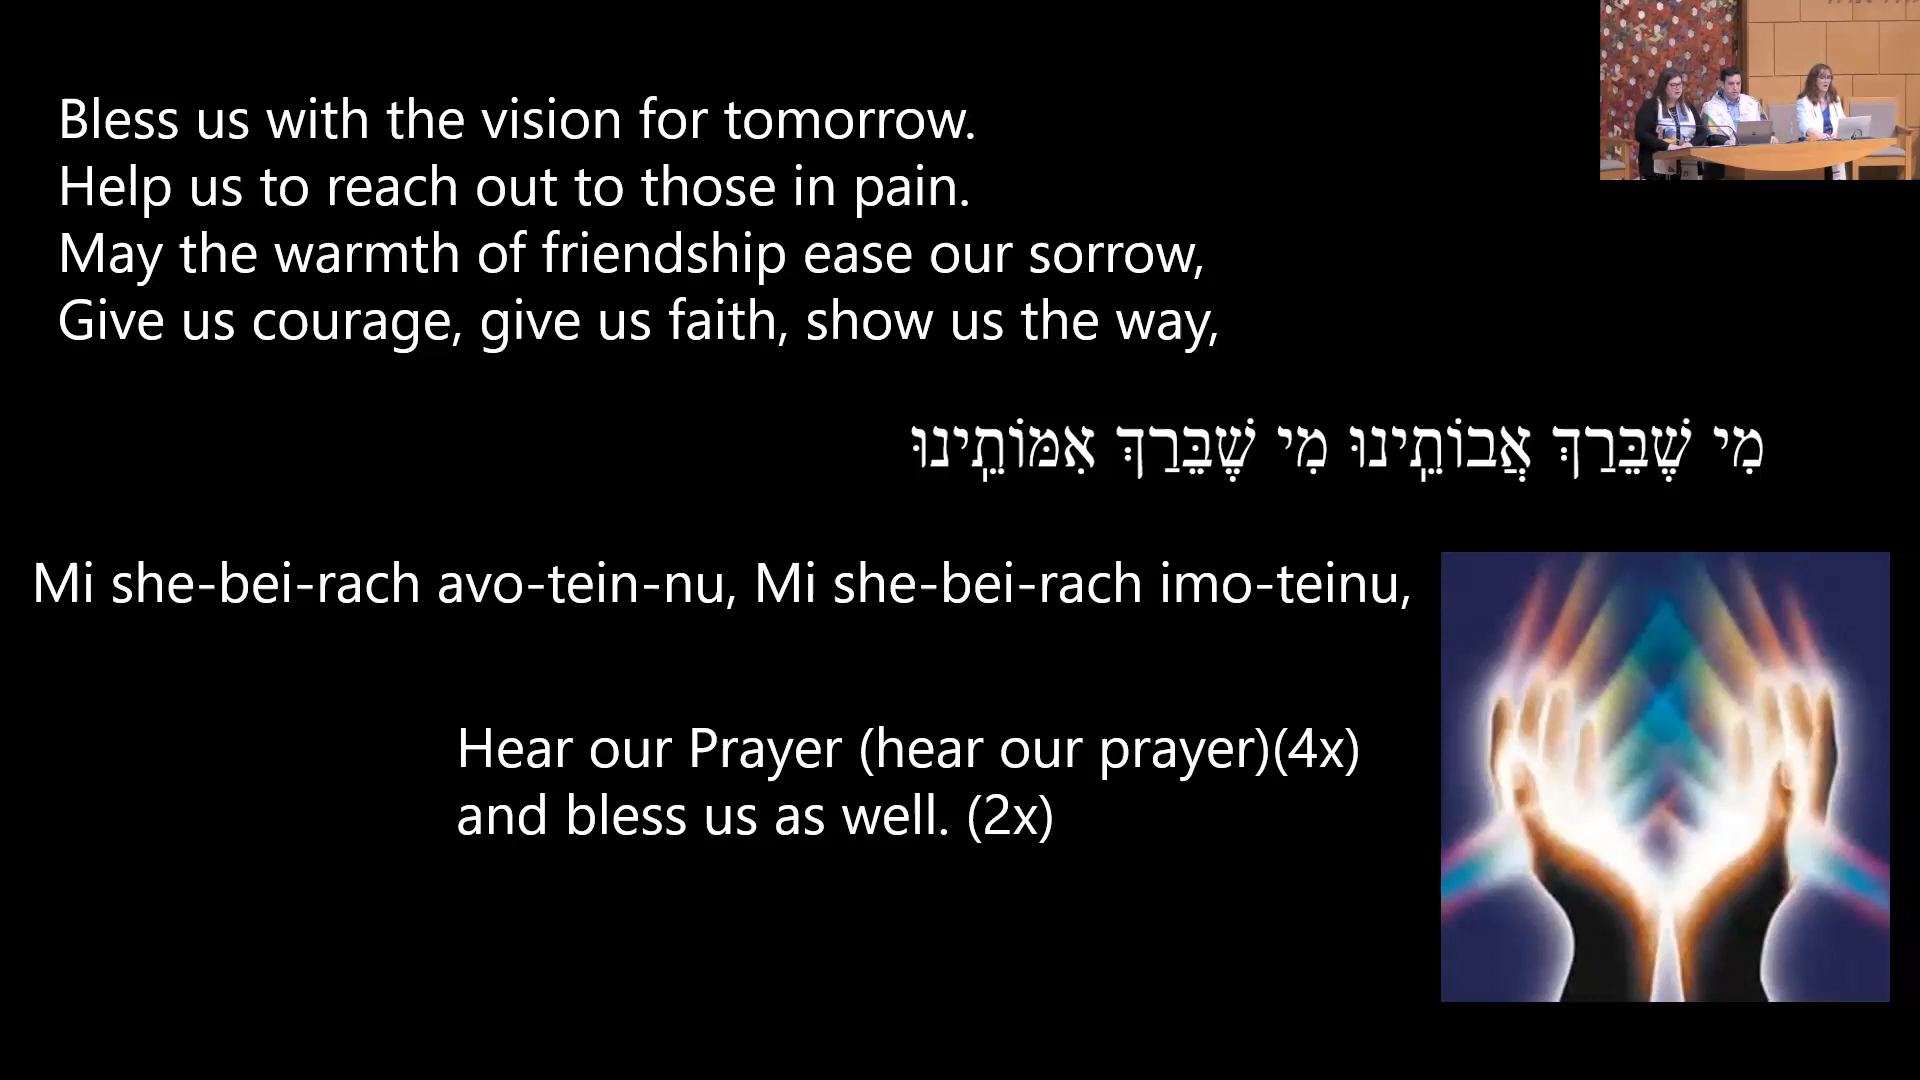 Bless us with the vision for tomorrow.
Help us to reach out to those in pain.
May the warmth of friendship ease our sorrow,
Give us courage, give us faith, show us the way,
מִי שֶׁבֵּרַךְ אֲבוֹתֵֽינוּ מִי שֶׁבֵּרַךְ אִמּוֹתֵֽינוּ
Mi she-bei-rach avo-tein-nu, Mi she-bei-rach imo-teinu,
Hear our Prayer (hear our prayer)(4x)
and bless us as well. (2x)